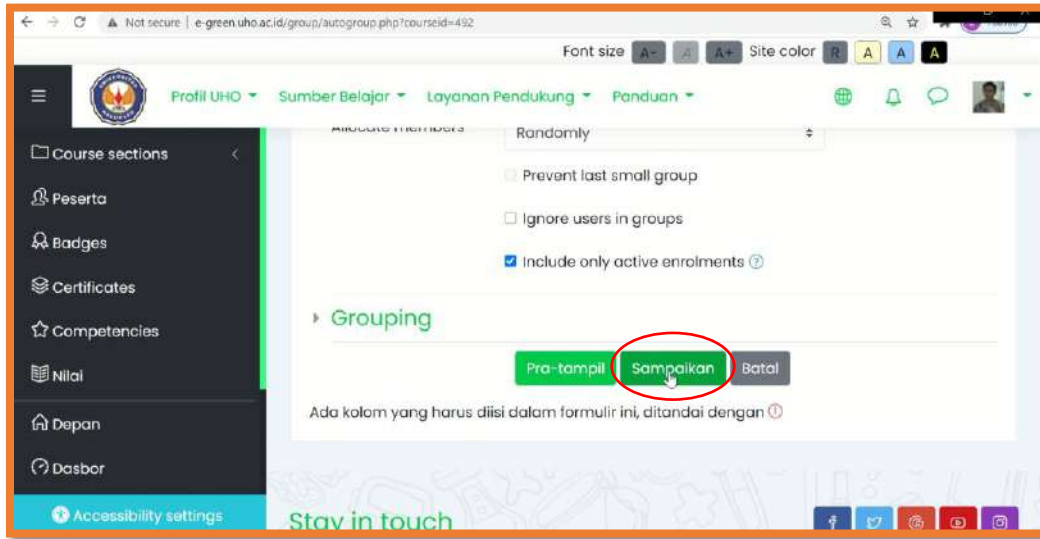 Not secure | e-green.uho.ac.id/group/autogroup.php?courseid=492
Font size A- A A+ Site color R A A A
Profil UHO Sumber Belajar Layanan Pendukung Panduan
Allocate members Randomly
Course sections
Prevent last small group
Peserta
Ignore users in groups
Badges
Include only active enrolments
Certificates
Grouping
Competencies
Nilai
Pra-tampil Sampaikan Batal
Ada kolom yang harus diisi dalam formulir ini, ditandai dengan
Depan
Dasbor
Accessibility settings
Stay in touch